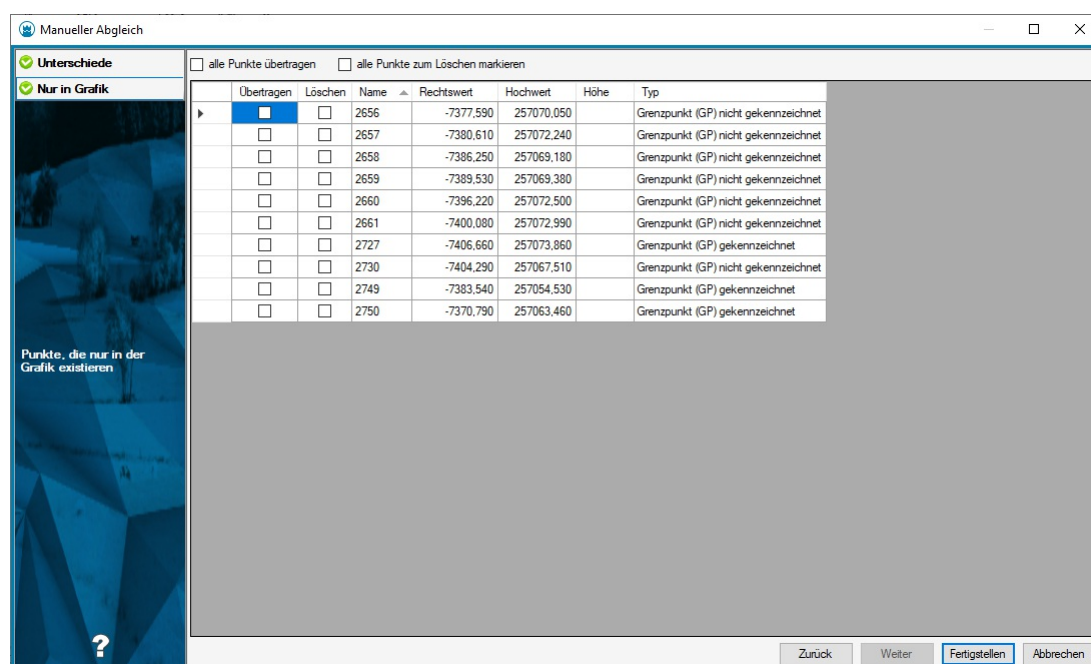 Manueller Abgleich
Unterschiede
Nur in Grafik
Punkte, die nur in der
Grafik existieren
?
alle Punkte übertragen alle Punkte zum Löschen markieren
Übertragen Löschen Name Rechtswert Hochwert Höhe Typ
2656 -7377,590 257070,050 Grenzpunkt (GP) nicht gekennzeichnet
2657 -7380,610 257072,240 Grenzpunkt (GP) nicht gekennzeichnet
2658 -7386,250 257069,180 Grenzpunkt (GP) nicht gekennzeichnet
2659 -7389,530 257069,380 Grenzpunkt (GP) nicht gekennzeichnet
2660 -7396,220 257072,500 Grenzpunkt (GP) nicht gekennzeichnet
2661 -7400,080 257072,990 Grenzpunkt (GP) nicht gekennzeichnet
2727 -7406,660 257073,860 Grenzpunkt (GP) gekennzeichnet
2730 -7404,290 257067,510 Grenzpunkt (GP) nicht gekennzeichnet
2749 -7383,540 257054,530 Grenzpunkt (GP) gekennzeichnet
2750 -7370,790 257063,460 Grenzpunkt (GP) gekennzeichnet
Zurück Weiter Fertigstellen Abbrechen